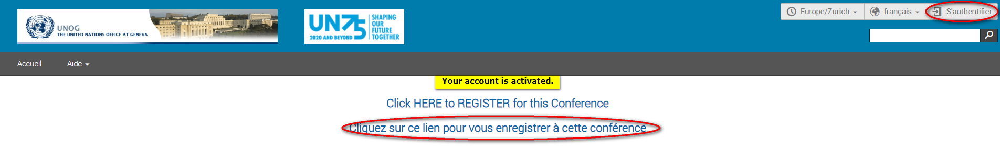 UNOG
THE UNITED NATIONS OFFICE AT GENEVA
UN75
2020 AND BEYOND
SHAPING
OUR
FUTURE
TOGETHER
Europe/Zurich
français
S'authentifier
Accueil
Aide
Your account is activated.
Click HERE to REGISTER for this Conference
Cliquez sur ce lien pour vous enregistrer à cette conférence